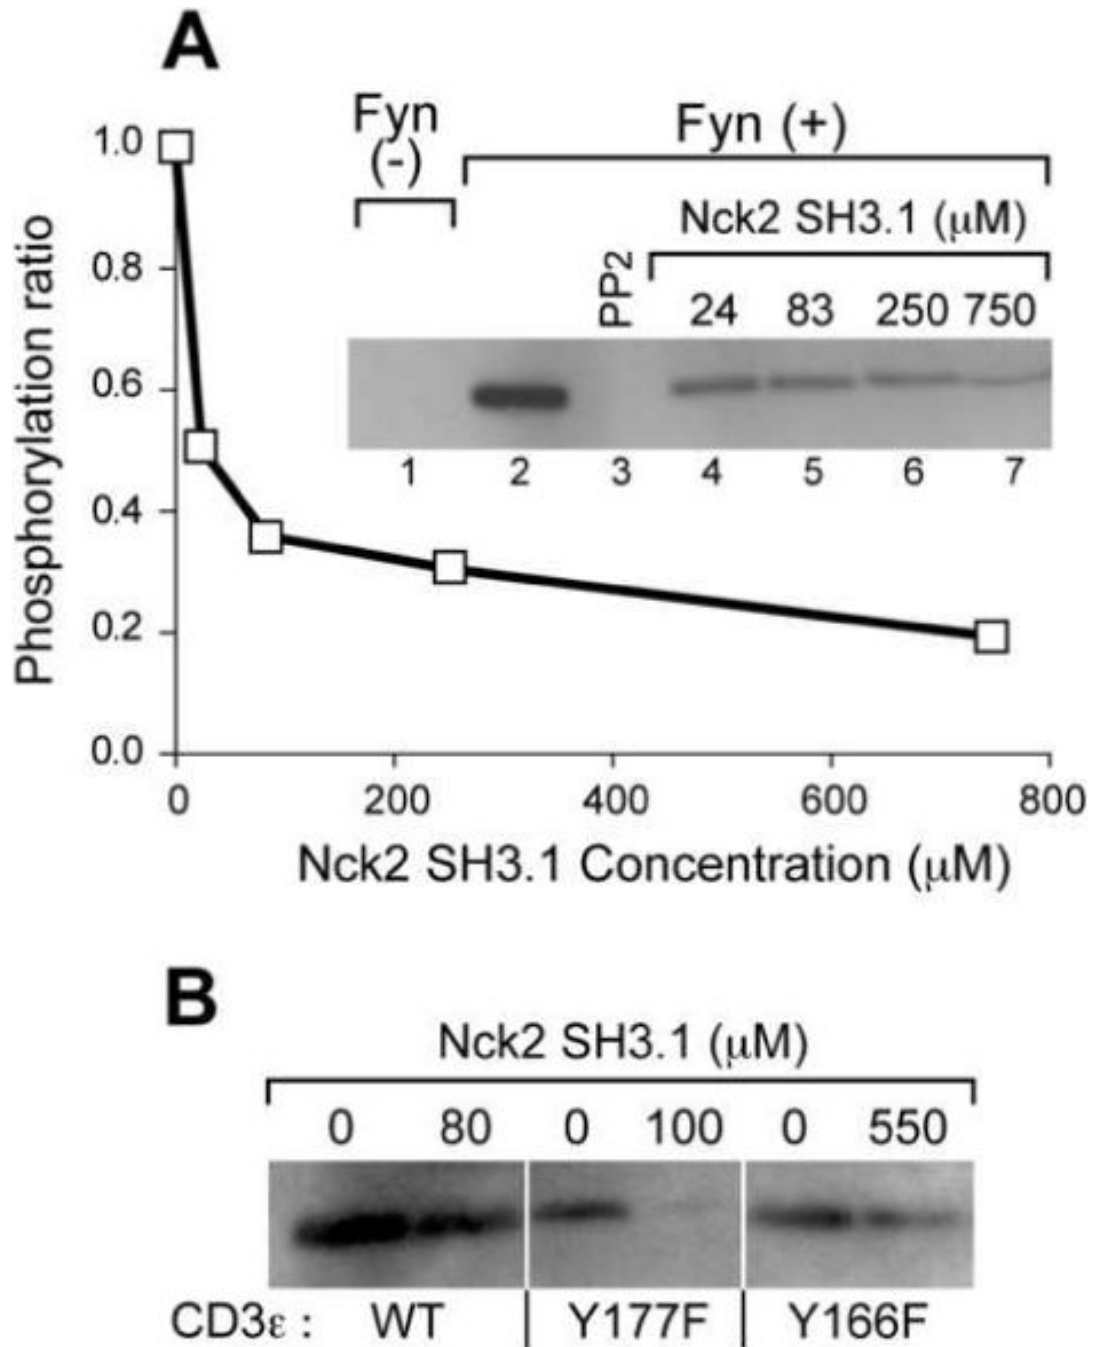 A
Fyn
(-)
Fyn (+)
Nck2 SH3.1 (μM)
PP2
24 83 250 750
1 2 3 4 5 6 7
Phosphorylation ratio
1.0
0.8
0.6
0.4
0.2
0.0
0 200 400 600 800
Nck2 SH3.1 Concentration (μM)
B
Nck2 SH3.1 (μM)
0 80 0 100 0 550
CD3ε : WT Y177F Y166F